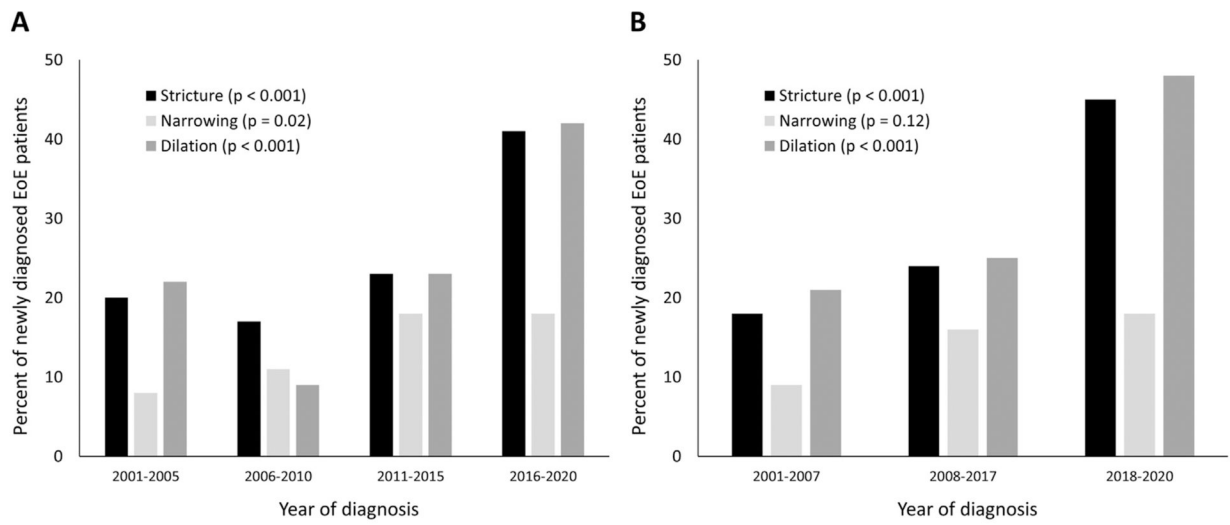 A
Percent of newly diagnosed EoE patients
50
40
30
20
10
0
Stricture (p < 0.001)
Narrowing (p = 0.02)
Dilation (p < 0.001)
2001-2005 2006-2010 2011-2015 2016-2020
Year of diagnosis
B
Percent of newly diagnosed EoE patients
50
40
30
20
10
0
Stricture (p < 0.001)
Narrowing (p = 0.12)
Dilation (p < 0.001)
2001-2007 2008-2017 2018-2020
Year of diagnosis